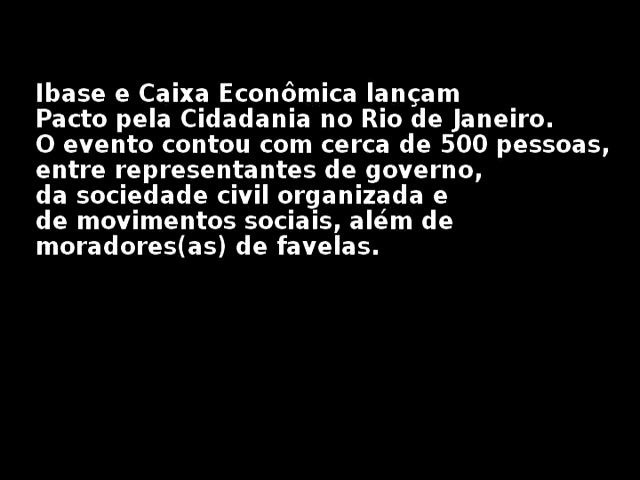 Ibase e Caixa Econômica lançam
Pacto pela Cidadania no Rio de Janeiro.
O evento contou com cerca de 500 pessoas,
entre representantes de governo,
da sociedade civil organizada e
de movimentos sociais, além de
moradores(as) de favelas.